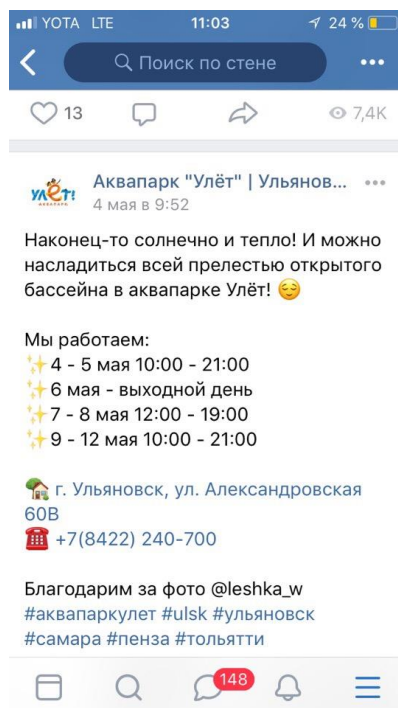 YOTA LTE 11:03 24 %
Поиск по стене
13 7,4K
УЛЁТ!
АКВАПАРК
Аквапарк "Улёт" | Ульянов...
4 мая в 9:52
Наконец-то солнечно и тепло! И можно
насладиться всей прелестью открытого
бассейна в аквапарке Улёт! 😌
Мы работаем:
✨4 - 5 мая 10:00 - 21:00
✨6 мая - выходной день
✨7 - 8 мая 12:00 - 19:00
✨9 - 12 мая 10:00 - 21:00
🏡 г. Ульяновск, ул. Александровская
60В
☎️ +7(8422) 240-700
Благодарим за фото @leshka_w
#аквапаркулет #ulsk #ульяновск
#самара #пенза #тольятти
148